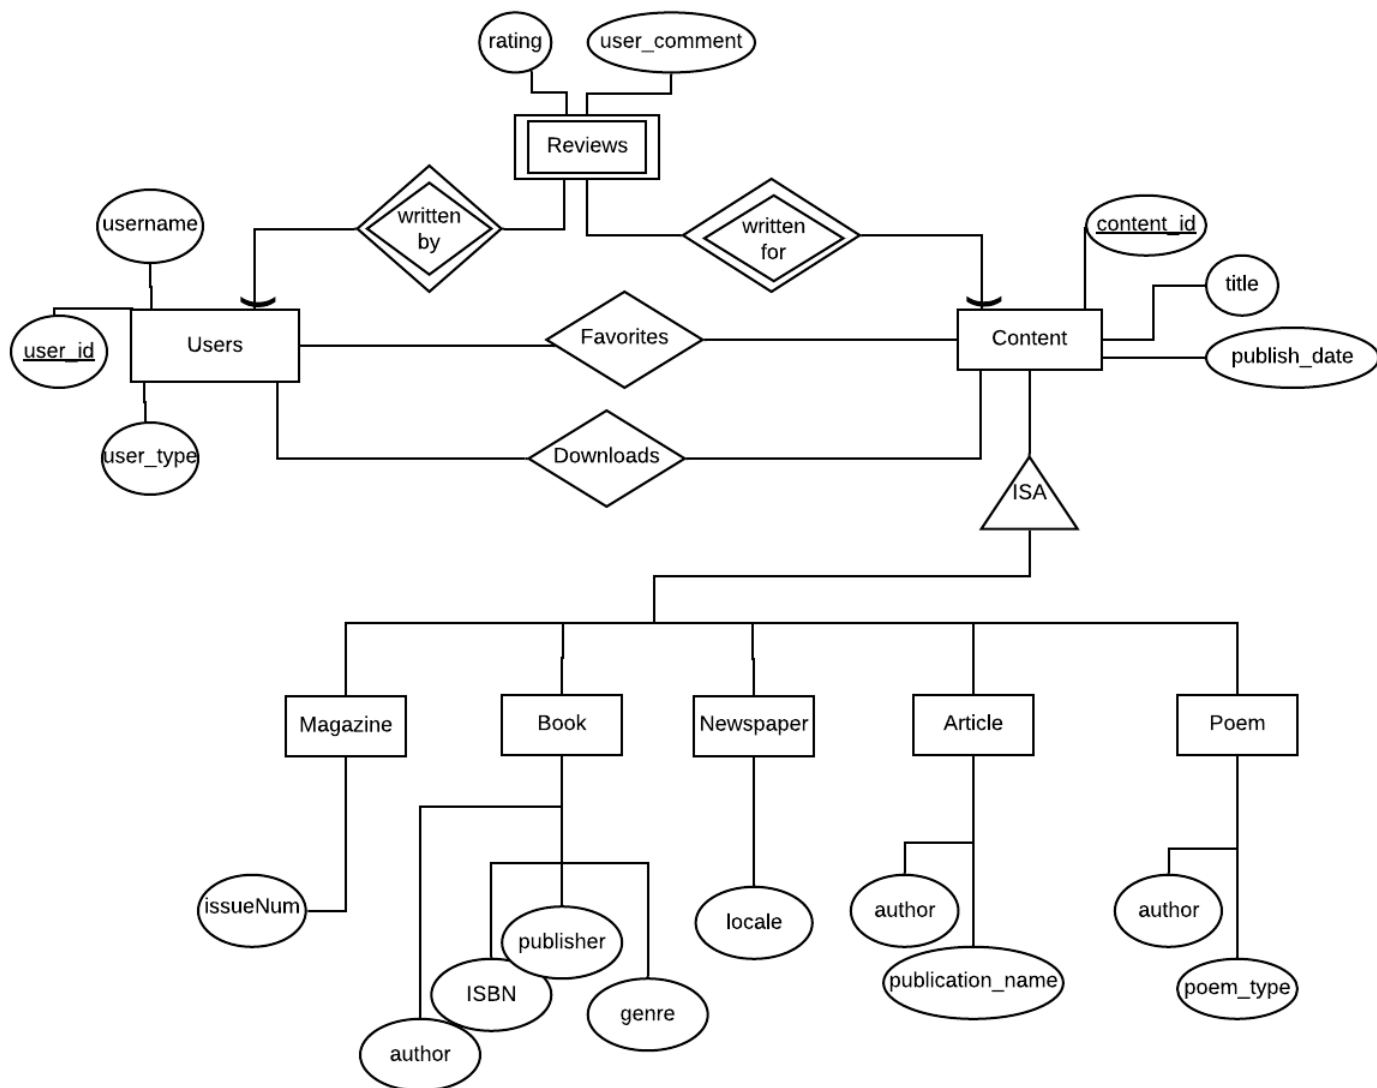 rating
user_comment
Reviews
written
by
written
for
username
content_id
title
user_id
Users
Favorites
Content
publish_date
user_type
Downloads
ISA
Magazine
Book
Newspaper
Article
Poem
issueNum
publisher
locale
author
author
ISBN
genre
publication_name
poem_type
author